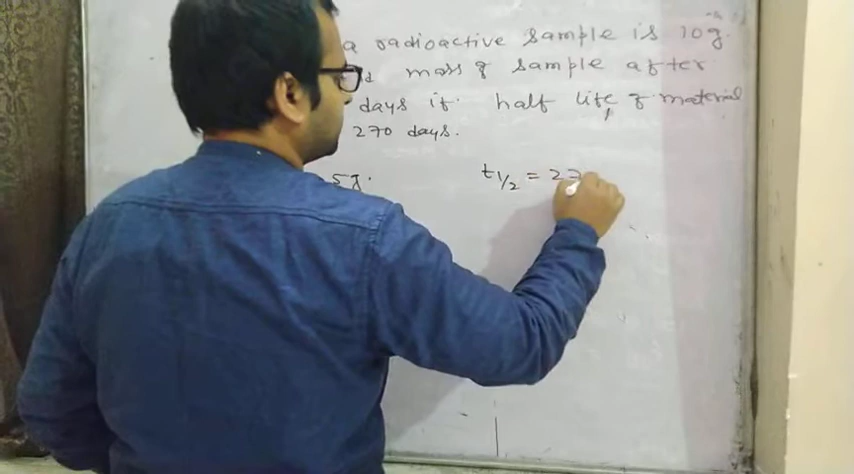 a radioactive sample is 10g.
mass of sample after
days if half life of material
270 days.
5g.
t1/2 = 27